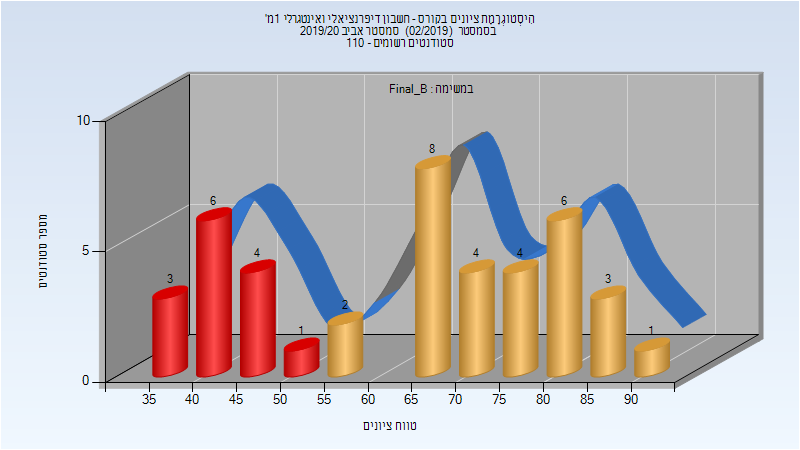 הִיסְטוֹגְרָמַת ציונים בקורס - חשבון דיפרנציאלי ואינטגרלי 1מ'
בסמסטר (02/2019) סמסטר אביב 2019/20
סטודנטים רשומים - 110
במשימה : Final_B
מספר סטודנטים
10
5
0
3
6
4
1
2
8
4
4
6
3
1
35 40 45 50 55 60 65 70 75 80 85 90
טווח ציונים